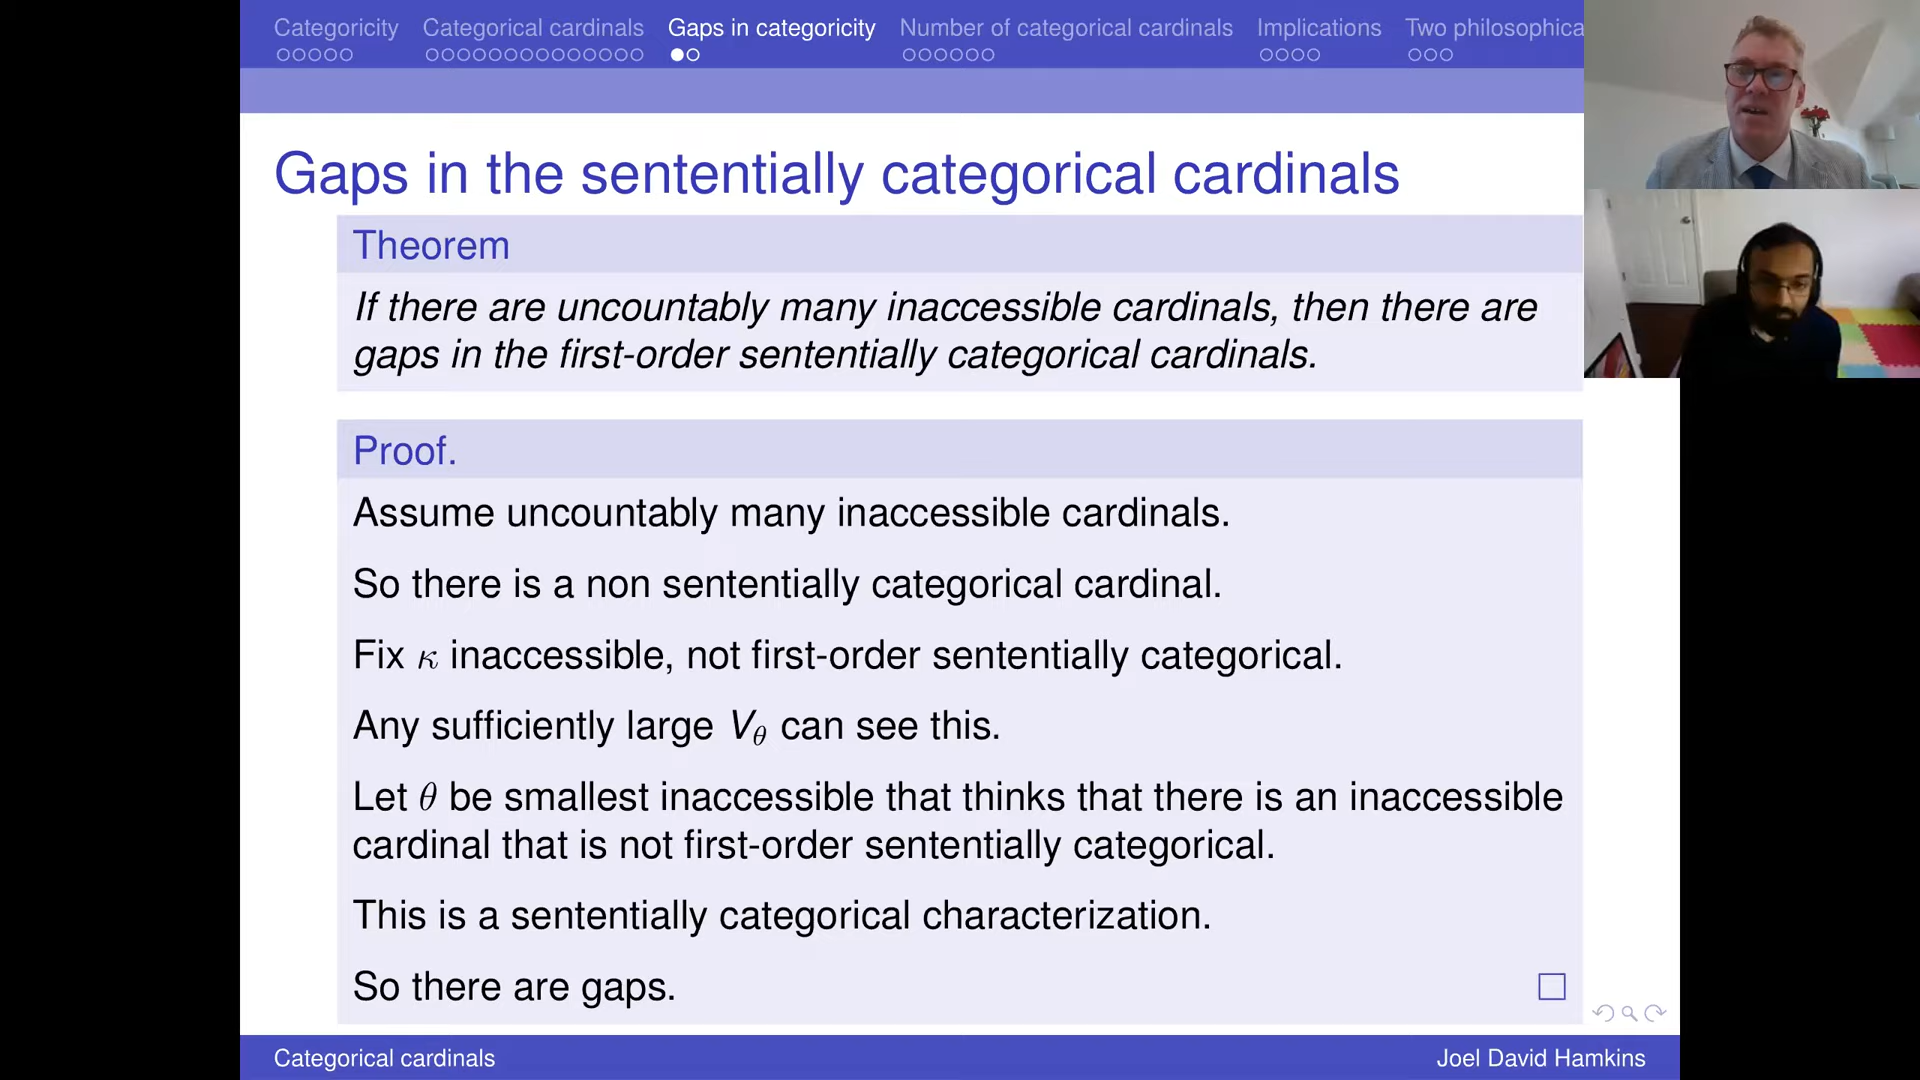 Categoricity Categorical cardinals Gaps in categoricity Number of categorical cardinals Implications Two philosophica
Gaps in the sententially categorical cardinals
Theorem
If there are uncountably many inaccessible cardinals, then there are
gaps in the first-order sententially categorical cardinals.
Proof.
Assume uncountably many inaccessible cardinals.
So there is a non sententially categorical cardinal.
Fix κ inaccessible, not first-order sententially categorical.
Any sufficiently large V_θ can see this.
Let θ be smallest inaccessible that thinks that there is an inaccessible
cardinal that is not first-order sententially categorical.
This is a sententially categorical characterization.
So there are gaps.
Categorical cardinals Joel David Hamkins